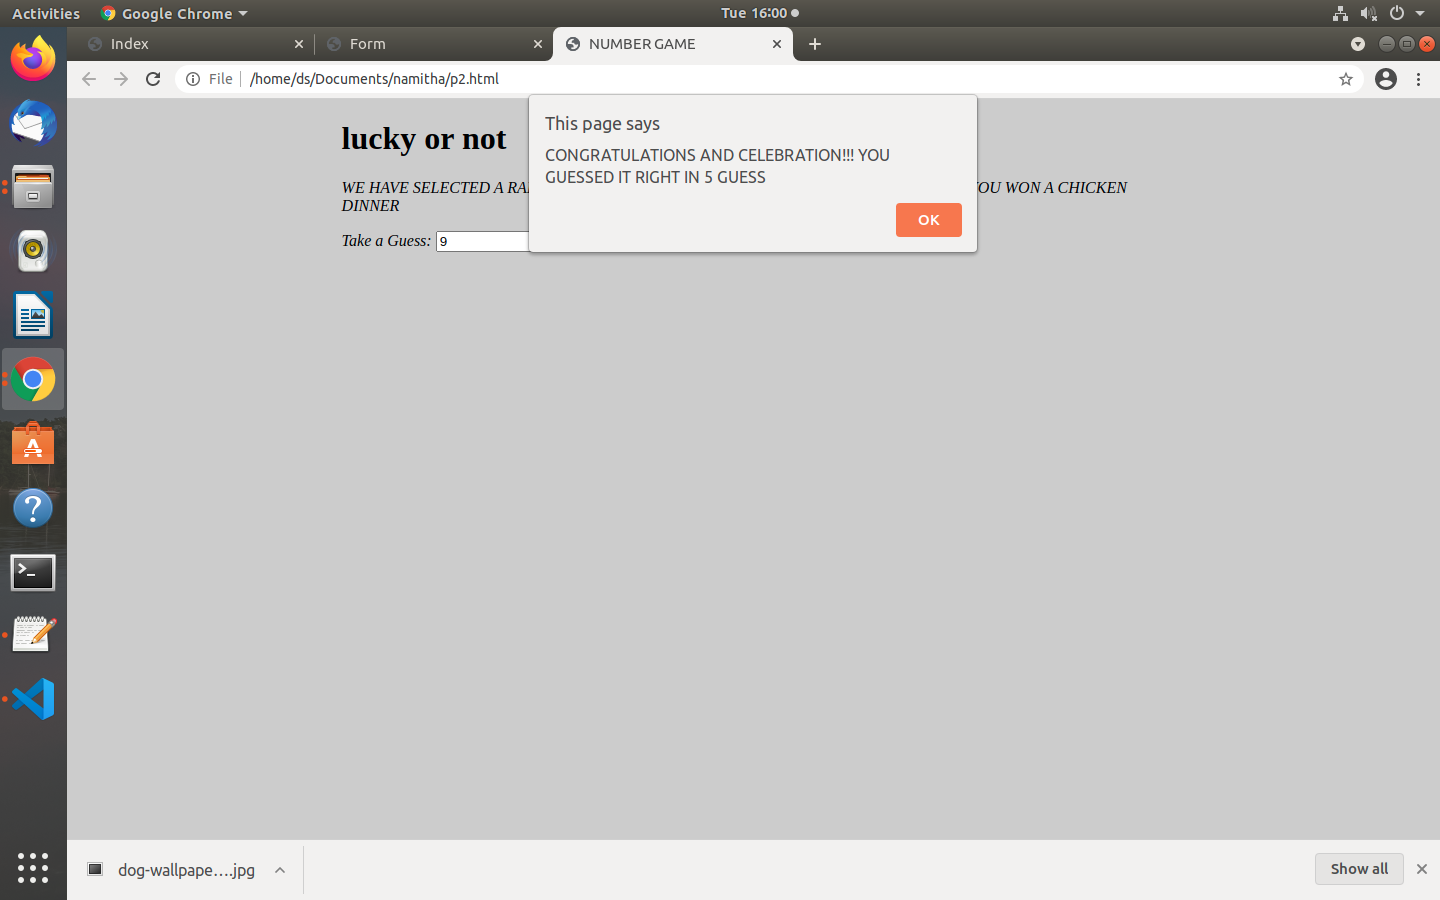 Activities Google Chrome Tue 16:00
Index Form NUMBER GAME
File /home/ds/Documents/namitha/p2.html
This page says
CONGRATULATIONS AND CELEBRATION!!! YOU
GUESSED IT RIGHT IN 5 GUESS
OK
lucky or not
WE HAVE SELECTED A OU WON A CHICKEN
DINNER
Take a Guess: 9
dog-wallpape....jpg Show all